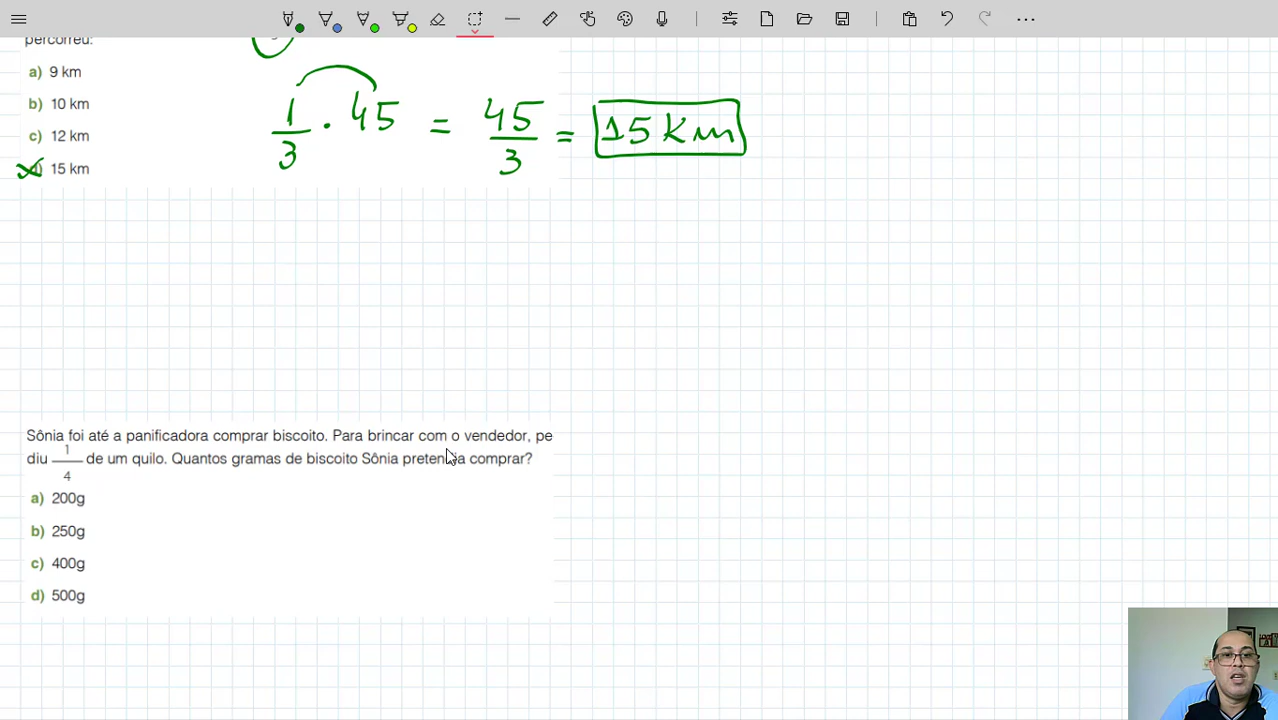 percorreu:
a) 9 km
b) 10 km
c) 12 km
d) 15 km
1/3 · 45 = 45/3 = 15 Km
Sônia foi até a panificadora comprar biscoito. Para brincar com o vendedor, pe
diu 1/4 de um quilo. Quantos gramas de biscoito Sônia pretendia comprar?
a) 200g
b) 250g
c) 400g
d) 500g